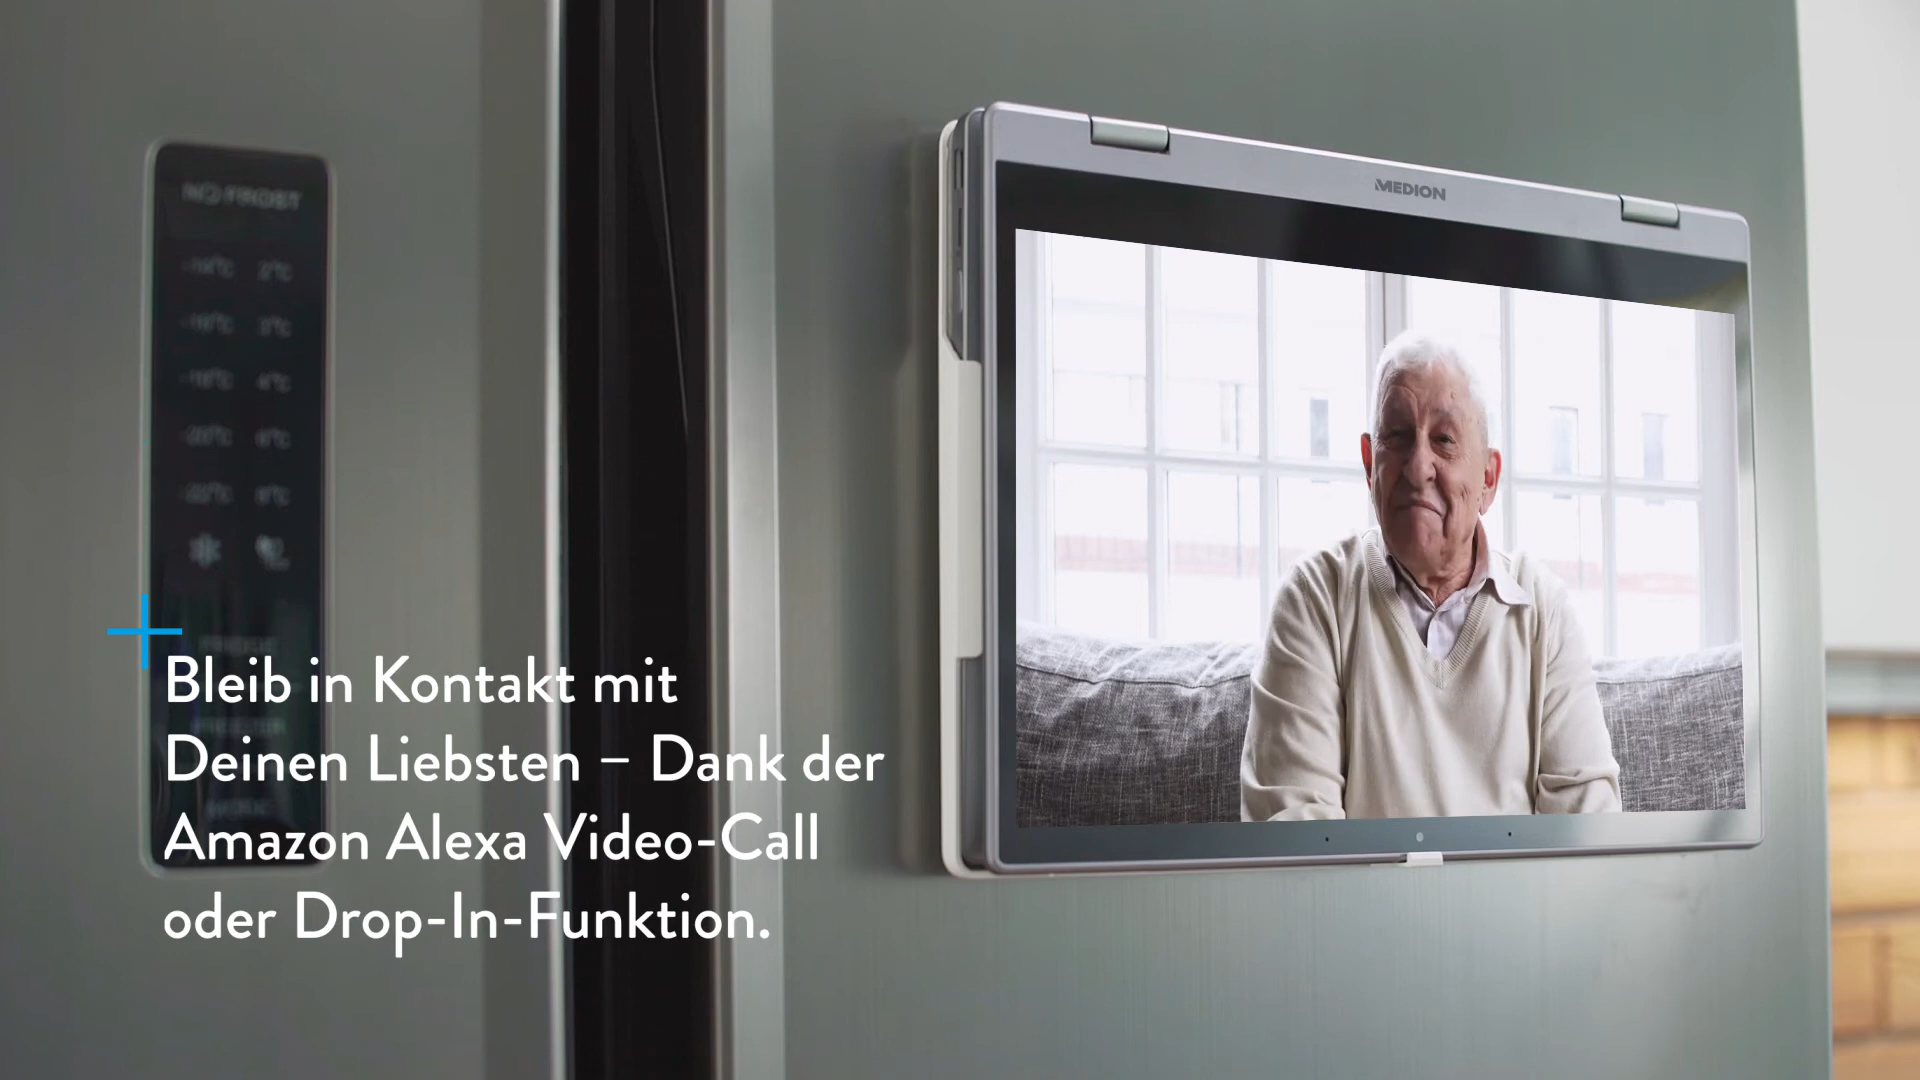 NO FROST
2°C
MEDION
Bleib in Kontakt mit
Deinen Liebsten – Dank der
Amazon Alexa Video-Call
oder Drop-In-Funktion.